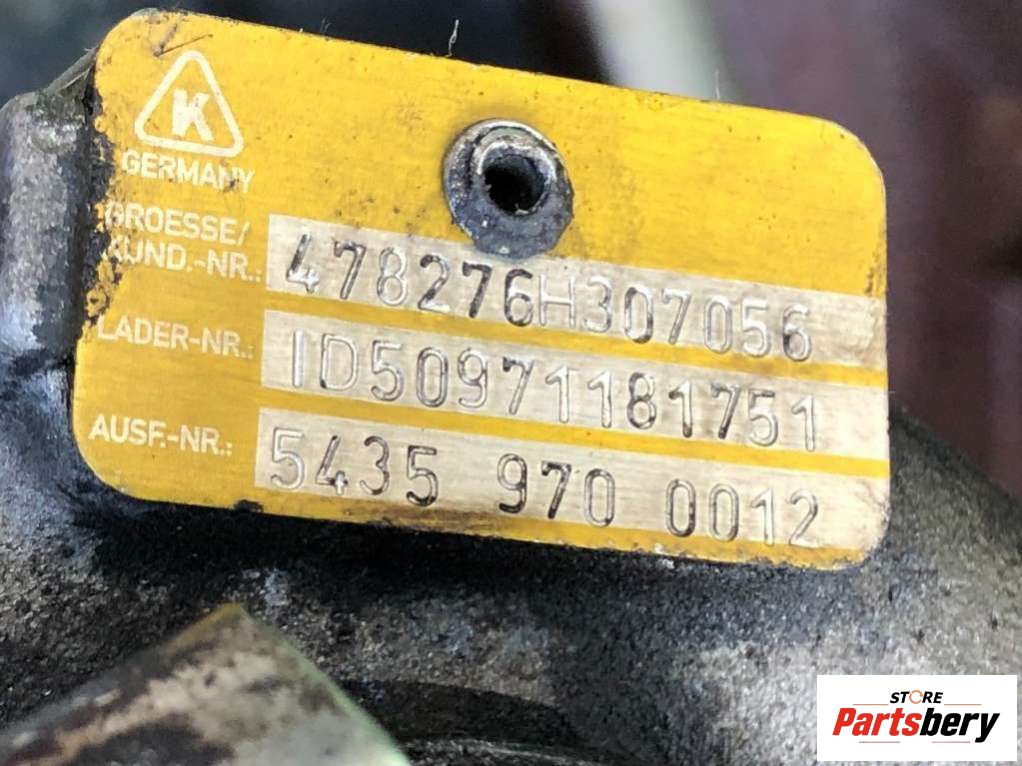 K
GERMANY
GROESSE/
KUND.-NR.: 478276H307056
LADER-NR.: ID50971181751
AUSF.-NR.: 5435 970 0012
STORE
Partsbery